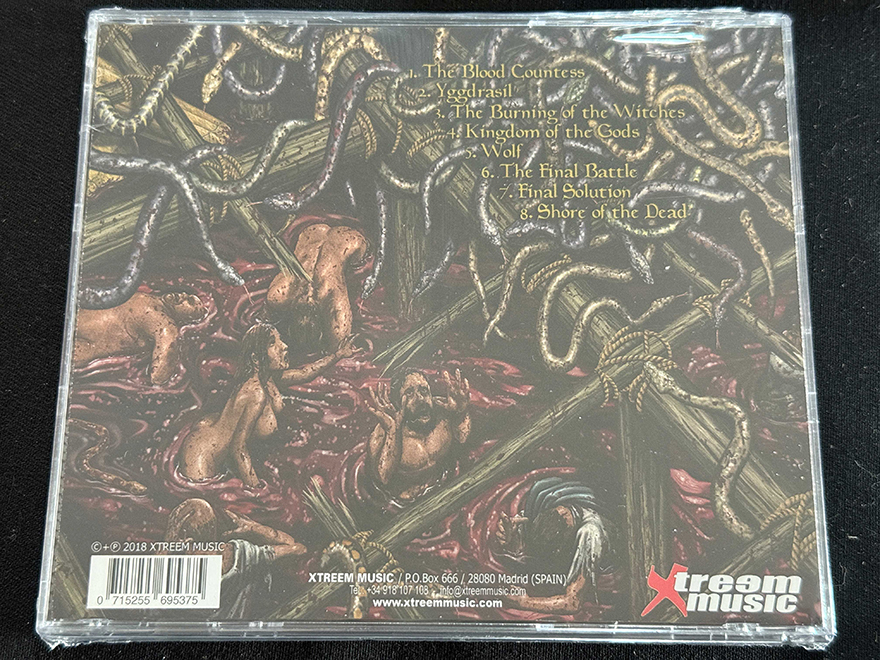 1. The Blood Countess
2. Yggdrasil
3. The Burning of the Witches
4. Kingdom of the Gods
5. Wolf
6. The Final Battle
7. Final Solution
8. Shore of the Dead
©+℗ 2018 XTREEM MUSIC
0 715255 695375
XTREEM MUSIC / P.O.Box 666 / 28080 Madrid (SPAIN)
Tel: +34 918 107 108 - info@xtreemmusic.com
www.xtreemmusic.com
Xtreem
music